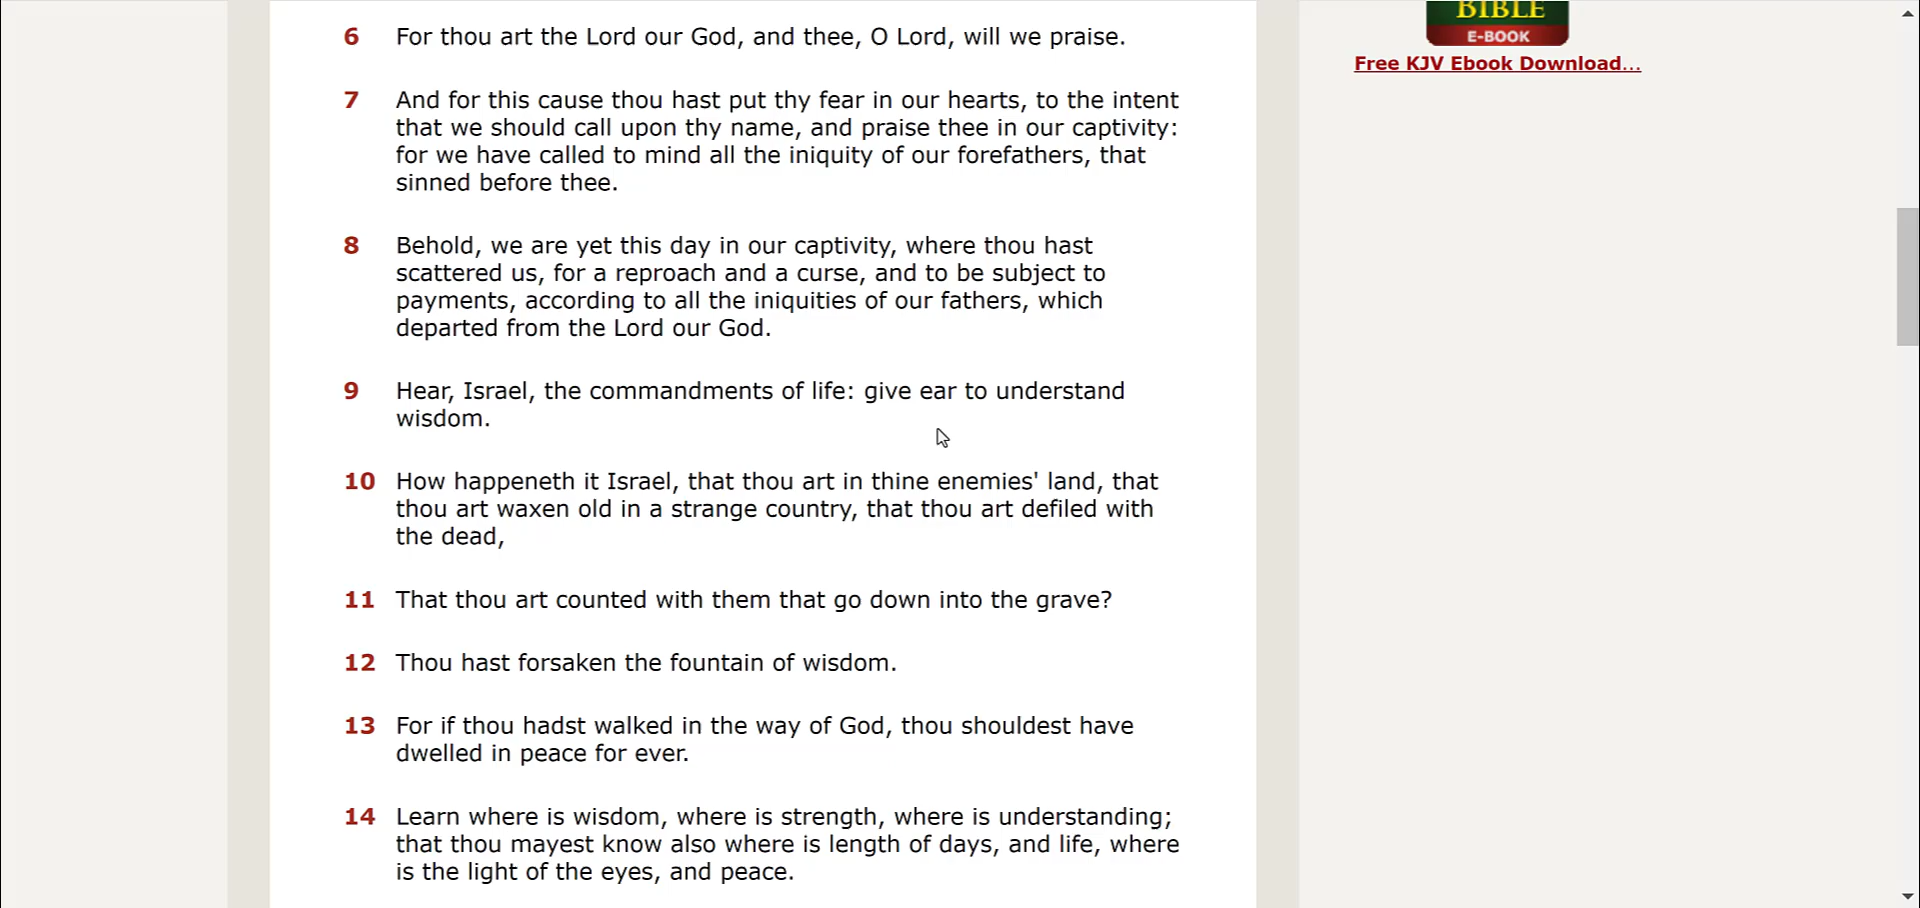 6 For thou art the Lord our God, and thee, O Lord, will we praise.
7 And for this cause thou hast put thy fear in our hearts, to the intent
that we should call upon thy name, and praise thee in our captivity:
for we have called to mind all the iniquity of our forefathers, that
sinned before thee.
8 Behold, we are yet this day in our captivity, where thou hast
scattered us, for a reproach and a curse, and to be subject to
payments, according to all the iniquities of our fathers, which
departed from the Lord our God.
9 Hear, Israel, the commandments of life: give ear to understand
wisdom.
10 How happeneth it Israel, that thou art in thine enemies' land, that
thou art waxen old in a strange country, that thou art defiled with
the dead,
11 That thou art counted with them that go down into the grave?
12 Thou hast forsaken the fountain of wisdom.
13 For if thou hadst walked in the way of God, thou shouldest have
dwelled in peace for ever.
14 Learn where is wisdom, where is strength, where is understanding;
that thou mayest know also where is length of days, and life, where
is the light of the eyes, and peace.
BIBLE
E-BOOK
Free KJV Ebook Download...